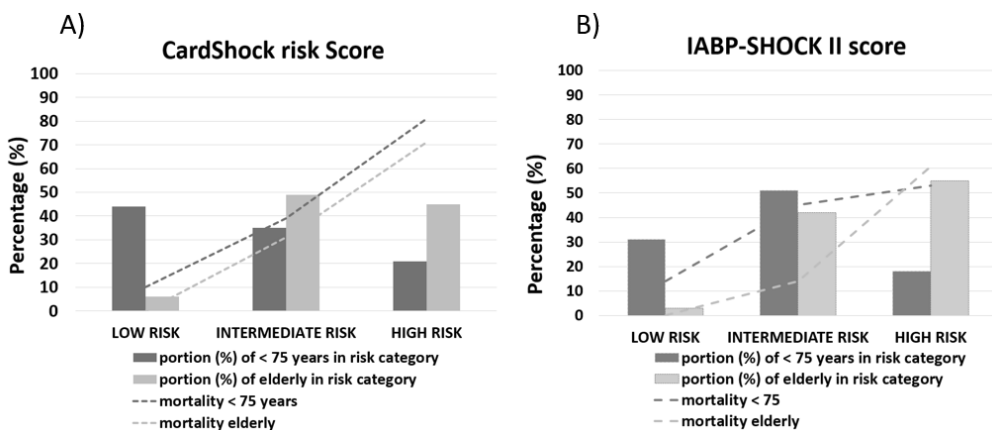 A)
CardShock risk Score
Percentage (%)
100
90
80
70
60
50
40
30
20
10
0
LOW RISK INTERMEDIATE RISK HIGH RISK
portion (%) of < 75 years in risk category
portion (%) of elderly in risk category
mortality < 75 years
mortality elderly
B)
IABP-SHOCK II score
Percentage (%)
100
90
80
70
60
50
40
30
20
10
0
LOW RISK INTERMEDIATE RISK HIGH RISK
portion (%) of < 75 years in risk category
portion (%) of elderly in risk category
mortality < 75
mortality elderly